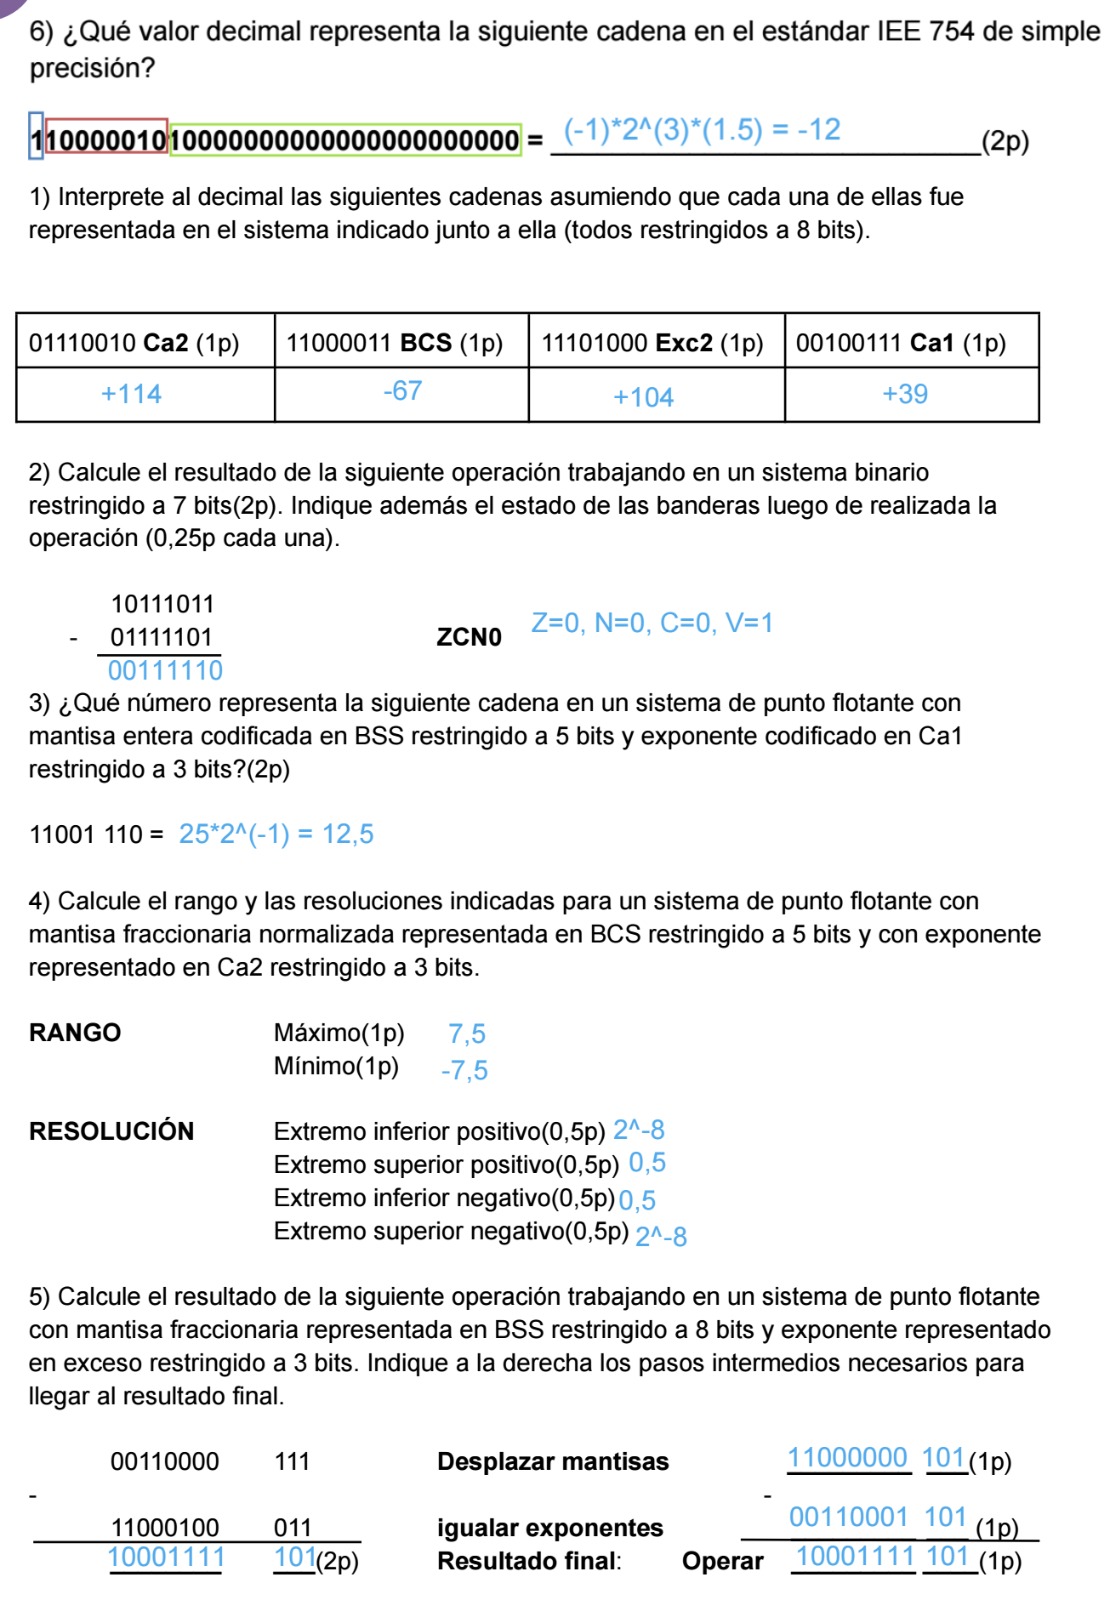 6) ¿Qué valor decimal representa la siguiente cadena en el estándar IEE 754 de simple
precisión?
11000001010000000000000000000000 = (-1)*2^(3)*(1.5) = -12 (2p)
1) Interprete al decimal las siguientes cadenas asumiendo que cada una de ellas fue
representada en el sistema indicado junto a ella (todos restringidos a 8 bits).
01110010 Ca2 (1p) 11000011 BCS (1p) 11101000 Exc2 (1p) 00100111 Ca1 (1p)
+114 -67 +104 +39
2) Calcule el resultado de la siguiente operación trabajando en un sistema binario
restringido a 7 bits(2p). Indique además el estado de las banderas luego de realizada la
operación (0,25p cada una).
10111011
- 01111101 ZCN0 Z=0, N=0, C=0, V=1
00111110
3) ¿Qué número representa la siguiente cadena en un sistema de punto flotante con
mantisa entera codificada en BSS restringido a 5 bits y exponente codificado en Ca1
restringido a 3 bits?(2p)
11001 110 = 25*2^(-1) = 12,5
4) Calcule el rango y las resoluciones indicadas para un sistema de punto flotante con
mantisa fraccionaria normalizada representada en BCS restringido a 5 bits y con exponente
representado en Ca2 restringido a 3 bits.
RANGO Máximo(1p) 7,5
Mínimo(1p) -7,5
RESOLUCIÓN Extremo inferior positivo(0,5p) 2^-8
Extremo superior positivo(0,5p) 0,5
Extremo inferior negativo(0,5p) 0,5
Extremo superior negativo(0,5p) 2^-8
5) Calcule el resultado de la siguiente operación trabajando en un sistema de punto flotante
con mantisa fraccionaria representada en BSS restringido a 8 bits y exponente representado
en exceso restringido a 3 bits. Indique a la derecha los pasos intermedios necesarios para
llegar al resultado final.
00110000 111 Desplazar mantisas 11000000 101 (1p)
- -
11000100 011 igualar exponentes 00110001 101 (1p)
10001111 101(2p) Resultado final: Operar 10001111 101 (1p)